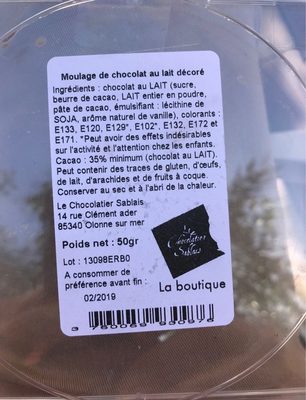 Moulage de chocolat au lait décoré
Ingrédients : chocolat au LAIT (sucre,
beurre de cacao, LAIT entier en poudre,
pâte de cacao, émulsifiant : lécithine de
SOJA, arôme naturel de vanille), colorants :
E133, E120, E129*, E102*, E132, E172 et
E171. *Peut avoir des effets indésirables
sur l'activité et l'attention chez les enfants.
Cacao : 35% minimum (chocolat au LAIT).
Peut contenir des traces de gluten, d'œufs,
de lait, d'arachides et de fruits à coque.
Conserver au sec et à l'abri de la chaleur.
Le Chocolatier Sablais
14 rue Clément ader
85340 Olonne sur mer
Poids net : 50gr
Lot : 13098ERB0
A consommer de
préférence avant fin :
02/2019
Le
Chocolatier
Sablais
La boutique